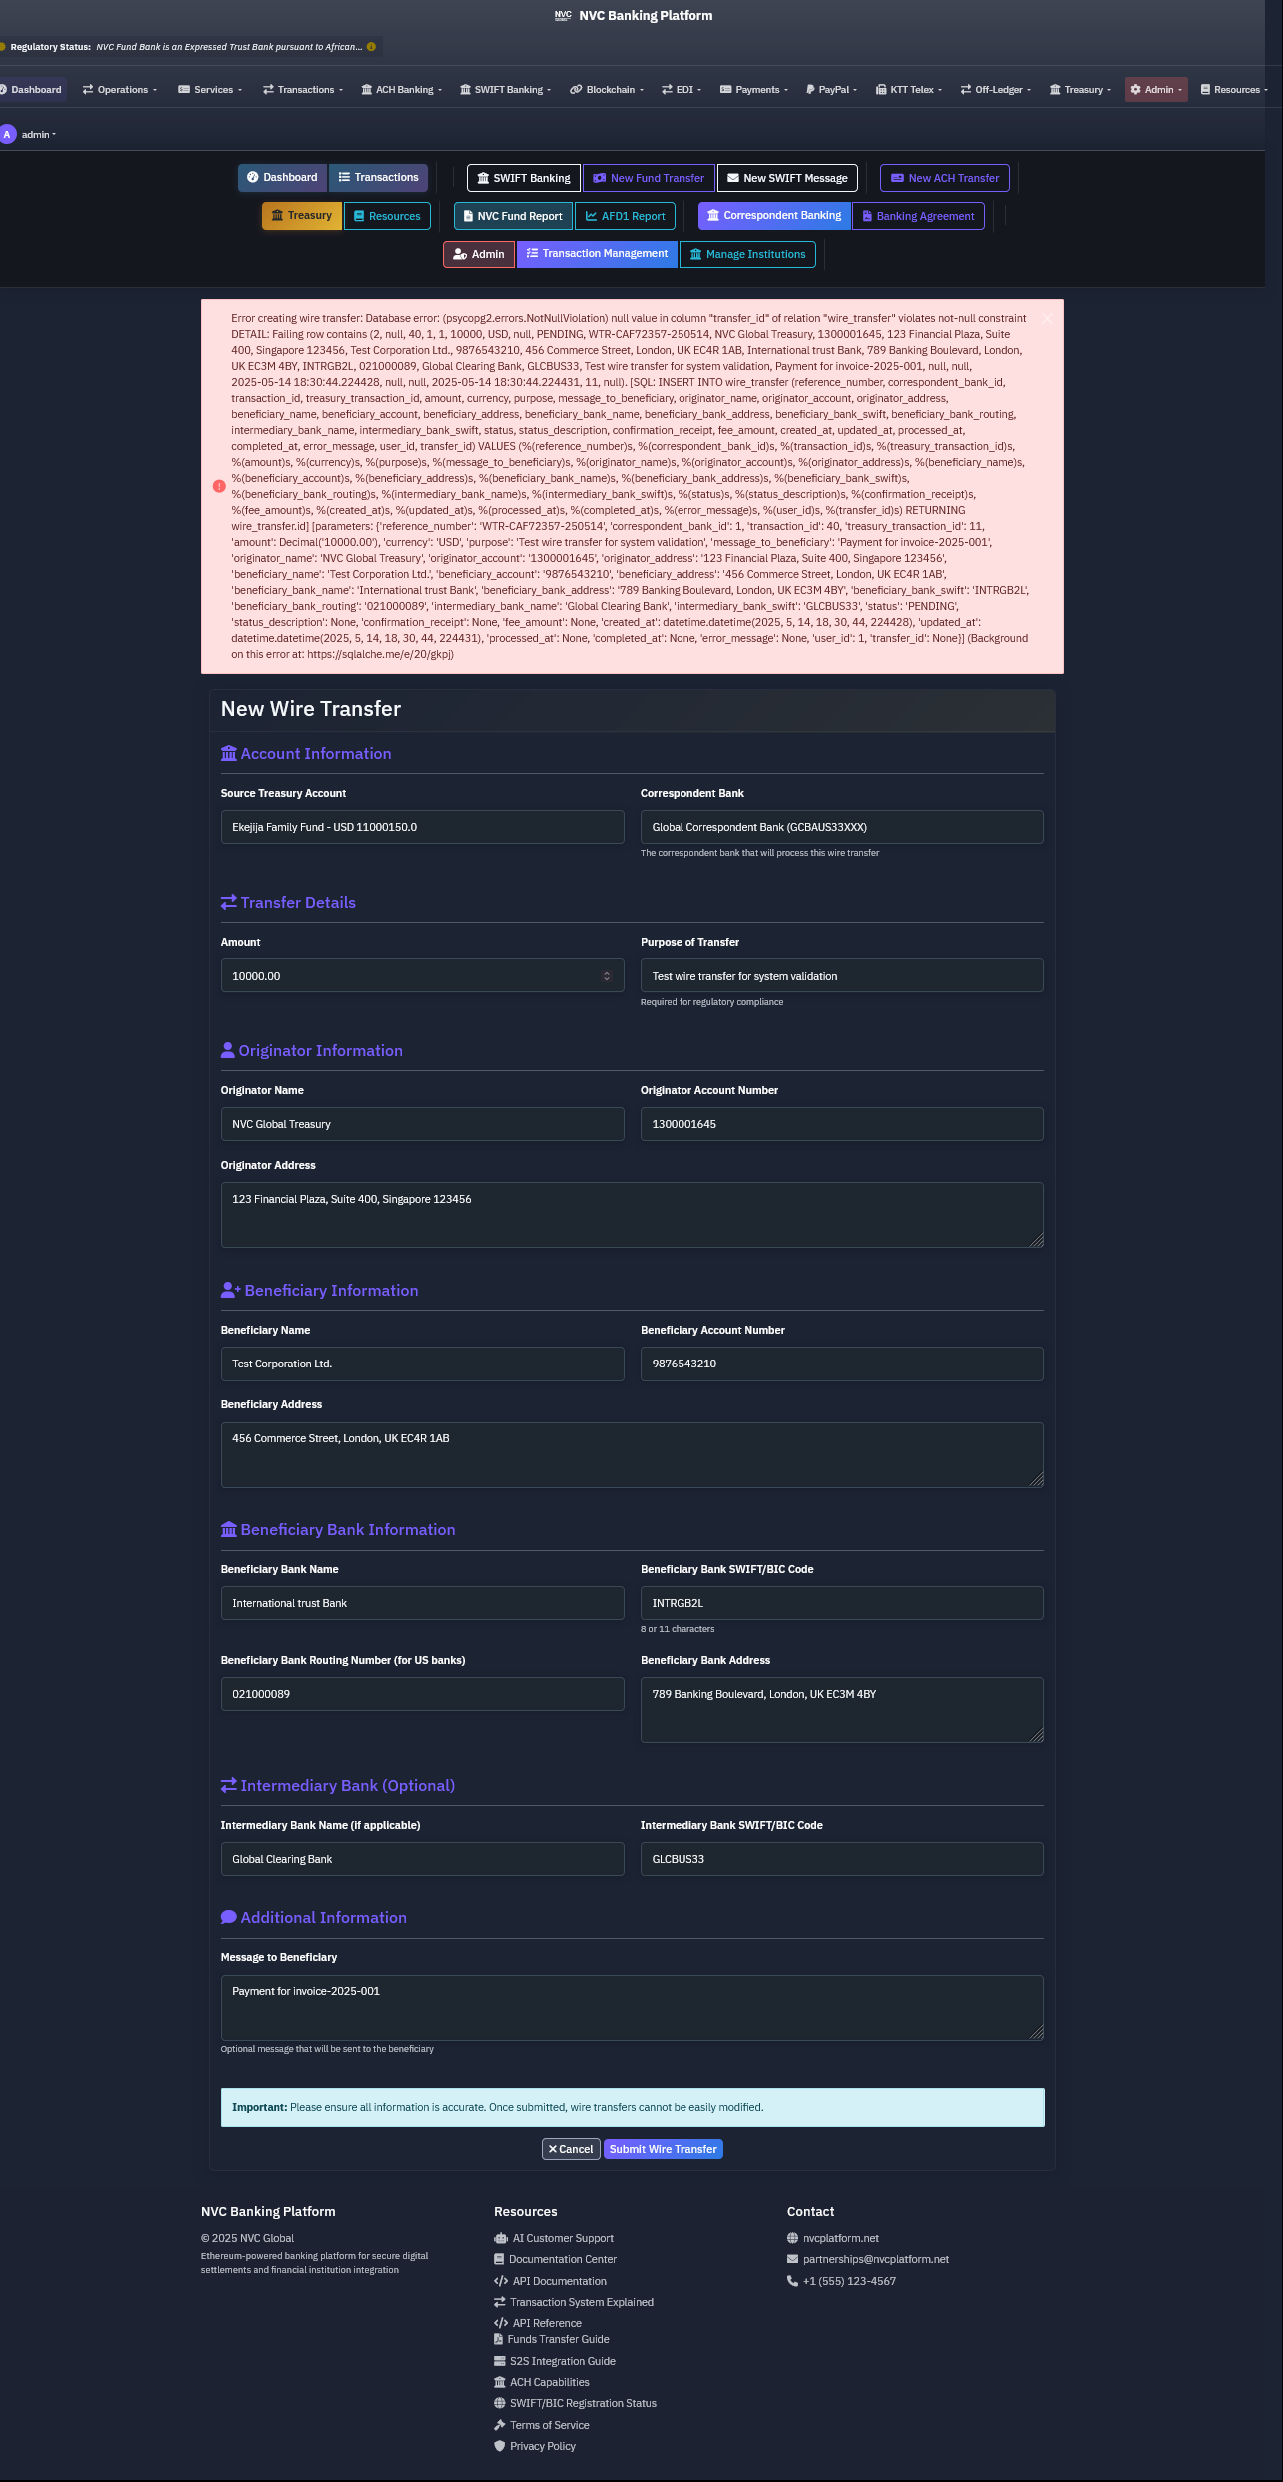 NVC NVC Banking Platform
Regulatory Status: NVC Fund Bank is an Expressed Trust Bank pursuant to African...
Dashboard Operations Services Transactions ACH Banking SWIFT Banking Blockchain EDI Payments PayPal KTT Telex Off-Ledger Treasury Admin Resources
A admin
Dashboard Transactions SWIFT Banking New Fund Transfer New SWIFT Message New ACH Transfer
Treasury Resources NVC Fund Report AFD1 Report Correspondent Banking Banking Agreement
Admin Transaction Management Manage Institutions
Error creating wire transfer: Database error: (psycopg2.errors.NotNullViolation) null value in column "transfer_id" of relation "wire_transfer" violates not-null constraint
DETAIL: Failing row contains (2, null, 40, 1, 1, 10000, USD, null, PENDING, WTR-CAF72357-250514, NVC Global Treasury, 1300001645, 123 Financial Plaza, Suite
400, Singapore 123456, Test Corporation Ltd., 9876543210, 456 Commerce Street, London, UK EC4R 1AB, International trust Bank, 789 Banking Boulevard, London,
UK EC3M 4BY, INTRGB2L, 021000089, Global Clearing Bank, GLCBUS33, Test wire transfer for system validation, Payment for invoice-2025-001, null, null,
2025-05-14 18:30:44.224428, null, null, 2025-05-14 18:30:44.224431, 11, null). [SQL: INSERT INTO wire_transfer (reference_number, correspondent_bank_id,
transaction_id, treasury_transaction_id, amount, currency, purpose, message_to_beneficiary, originator_name, originator_account, originator_address,
beneficiary_name, beneficiary_account, beneficiary_address, beneficiary_bank_name, beneficiary_bank_address, beneficiary_bank_swift, beneficiary_bank_routing,
intermediary_bank_name, intermediary_bank_swift, status, status_description, confirmation_receipt, fee_amount, created_at, updated_at, processed_at,
completed_at, error_message, user_id, transfer_id) VALUES (%(reference_number)s, %(correspondent_bank_id)s, %(transaction_id)s, %(treasury_transaction_id)s,
%(amount)s, %(currency)s, %(purpose)s, %(message_to_beneficiary)s, %(originator_name)s, %(originator_account)s, %(originator_address)s, %(beneficiary_name)s,
%(beneficiary_account)s, %(beneficiary_address)s, %(beneficiary_bank_name)s, %(beneficiary_bank_address)s, %(beneficiary_bank_swift)s,
%(beneficiary_bank_routing)s, %(intermediary_bank_name)s, %(intermediary_bank_swift)s, %(status)s, %(status_description)s, %(confirmation_receipt)s,
%(fee_amount)s, %(created_at)s, %(updated_at)s, %(processed_at)s, %(completed_at)s, %(error_message)s, %(user_id)s, %(transfer_id)s) RETURNING
wire_transfer.id] [parameters: {'reference_number': 'WTR-CAF72357-250514', 'correspondent_bank_id': 1, 'transaction_id': 40, 'treasury_transaction_id': 11,
'amount': Decimal('10000.00'), 'currency': 'USD', 'purpose': 'Test wire transfer for system validation', 'message_to_beneficiary': 'Payment for invoice-2025-001',
'originator_name': 'NVC Global Treasury', 'originator_account': '1300001645', 'originator_address': '123 Financial Plaza, Suite 400, Singapore 123456',
'beneficiary_name': 'Test Corporation Ltd.', 'beneficiary_account': '9876543210', 'beneficiary_address': '456 Commerce Street, London, UK EC4R 1AB',
'beneficiary_bank_name': 'International trust Bank', 'beneficiary_bank_address': '789 Banking Boulevard, London, UK EC3M 4BY', 'beneficiary_bank_swift': 'INTRGB2L',
'beneficiary_bank_routing': '021000089', 'intermediary_bank_name': 'Global Clearing Bank', 'intermediary_bank_swift': 'GLCBUS33', 'status': 'PENDING',
'status_description': None, 'confirmation_receipt': None, 'fee_amount': None, 'created_at': datetime.datetime(2025, 5, 14, 18, 30, 44, 224428), 'updated_at':
datetime.datetime(2025, 5, 14, 18, 30, 44, 224431), 'processed_at': None, 'completed_at': None, 'error_message': None, 'user_id': 1, 'transfer_id': None}] (Background
on this error at: https://sqlalche.me/e/20/gkpj)
New Wire Transfer
Account Information
Source Treasury Account Correspondent Bank
Ekejija Family Fund - USD 11000150.0 Global Correspondent Bank (GCBAUS33XXX)
The correspondent bank that will process this wire transfer
Transfer Details
Amount Purpose of Transfer
10000.00 Test wire transfer for system validation
Required for regulatory compliance
Originator Information
Originator Name Originator Account Number
NVC Global Treasury 1300001645
Originator Address
123 Financial Plaza, Suite 400, Singapore 123456
Beneficiary Information
Beneficiary Name Beneficiary Account Number
Test Corporation Ltd. 9876543210
Beneficiary Address
456 Commerce Street, London, UK EC4R 1AB
Beneficiary Bank Information
Beneficiary Bank Name Beneficiary Bank SWIFT/BIC Code
International trust Bank INTRGB2L
8 or 11 characters
Beneficiary Bank Routing Number (for US banks) Beneficiary Bank Address
021000089 789 Banking Boulevard, London, UK EC3M 4BY
Intermediary Bank (Optional)
Intermediary Bank Name (if applicable) Intermediary Bank SWIFT/BIC Code
Global Clearing Bank GLCBUS33
Additional Information
Message to Beneficiary
Payment for invoice-2025-001
Optional message that will be sent to the beneficiary
Important: Please ensure all information is accurate. Once submitted, wire transfers cannot be easily modified.
Cancel Submit Wire Transfer
NVC Banking Platform Resources Contact
© 2025 NVC Global AI Customer Support nvcplatform.net
Ethereum-powered banking platform for secure digital Documentation Center partnerships@nvcplatform.net
settlements and financial institution integration API Documentation +1 (555) 123-4567
Transaction System Explained
API Reference
Funds Transfer Guide
S2S Integration Guide
ACH Capabilities
SWIFT/BIC Registration Status
Terms of Service
Privacy Policy